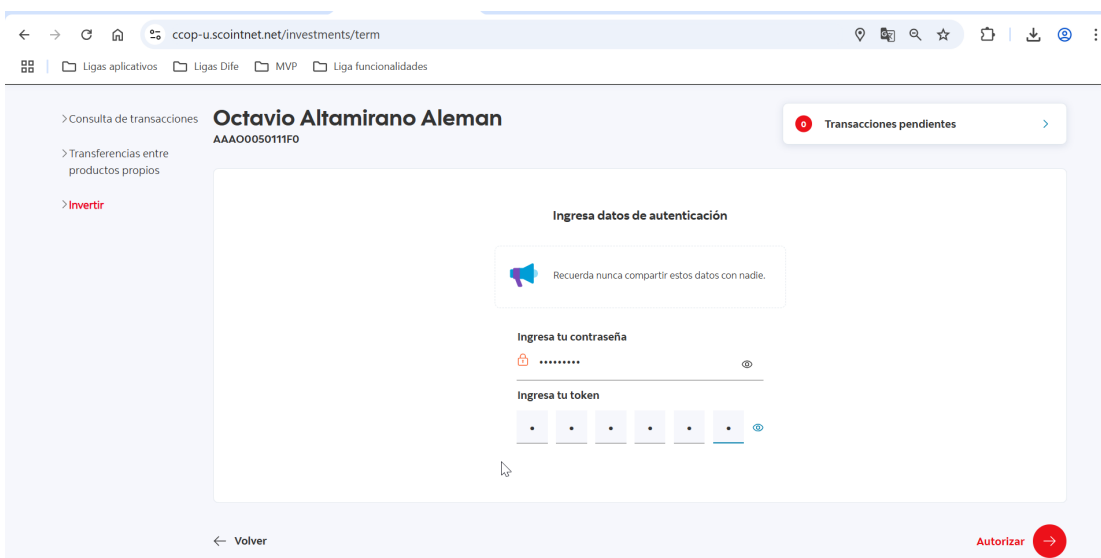 ccop-u.scointnet.net/investments/term
Ligas aplicativos Ligas Dife MVP Liga funcionalidades
Consulta de transacciones
Transferencias entre
productos propios
Invertir
Octavio Altamirano Aleman
AAAO0050111F0
0 Transacciones pendientes
Ingresa datos de autenticación
Recuerda nunca compartir estos datos con nadie.
Ingresa tu contraseña
•••••••••
Ingresa tu token
• • • • • •
Volver
Autorizar